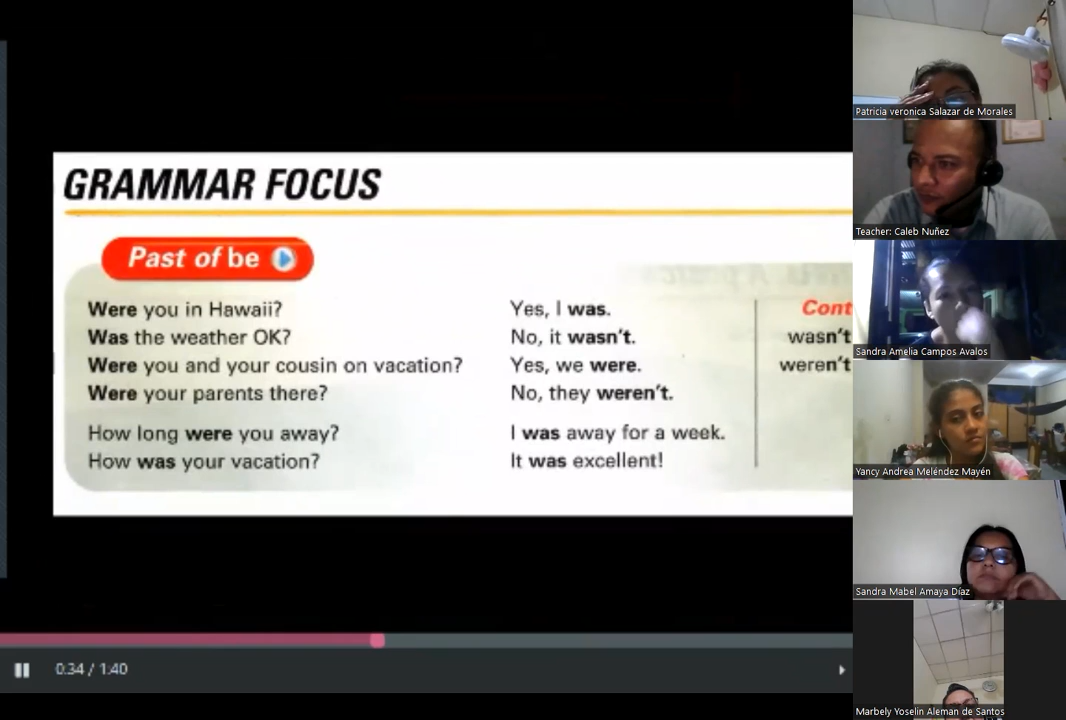 GRAMMAR FOCUS
Past of be
Were you in Hawaii? Yes, I was.
Was the weather OK? No, it wasn't.
Were you and your cousin on vacation? Yes, we were.
Were your parents there? No, they weren't.
How long were you away? I was away for a week.
How was your vacation? It was excellent!
Cont
wasn't
weren't
0:34 / 1:40
Patricia veronica Salazar de Morales
Teacher: Caleb Nuñez
Sandra Amelia Campos Avalos
Yancy Andrea Meléndez Mayén
Sandra Mabel Amaya Díaz
Marbely Yoselin Aleman de Santos